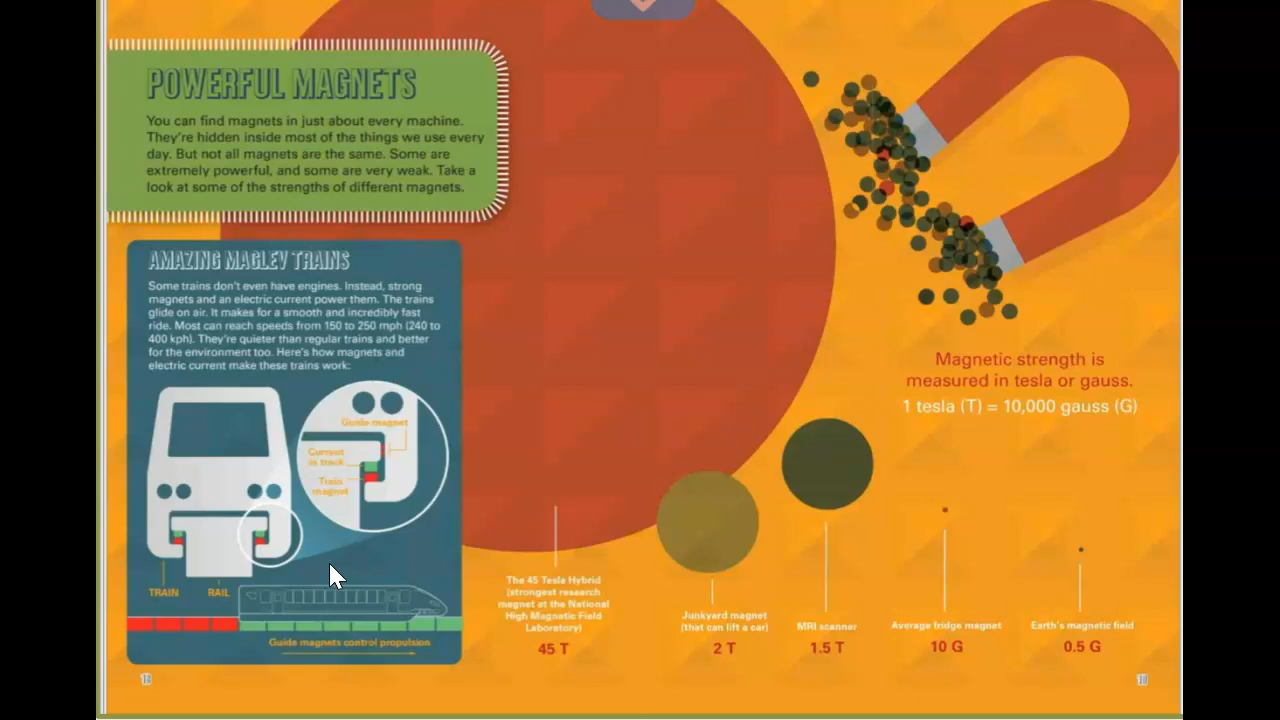 POWERFUL MAGNETS
You can find magnets in just about every machine.
They're hidden inside most of the things we use every
day. But not all magnets are the same. Some are
extremely powerful, and some are very weak. Take a
look at some of the strengths of different magnets.
AMAZING MAGLEV TRAINS
Some trains don't even have engines. Instead, strong
magnets and an electric current power them. The trains
glide on air. It makes for a smooth and incredibly fast
ride. Most can reach speeds from 150 to 250 mph (240 to
400 kph). They're quieter than regular trains and better
for the environment too. Here's how magnets and
electric current make these trains work:
Guide magnet
Current
in track
Train
magnet
TRAIN
RAIL
Guide magnets control propulsion
Magnetic strength is
measured in tesla or gauss.
1 tesla (T) = 10,000 gauss (G)
The 45 Tesla Hybrid
(strongest research
magnet at the National
High Magnetic Field
Laboratory)
45 T
Junkyard magnet
(that can lift a car)
2 T
MRI scanner
1.5 T
Average fridge magnet
10 G
Earth's magnetic field
0.5 G